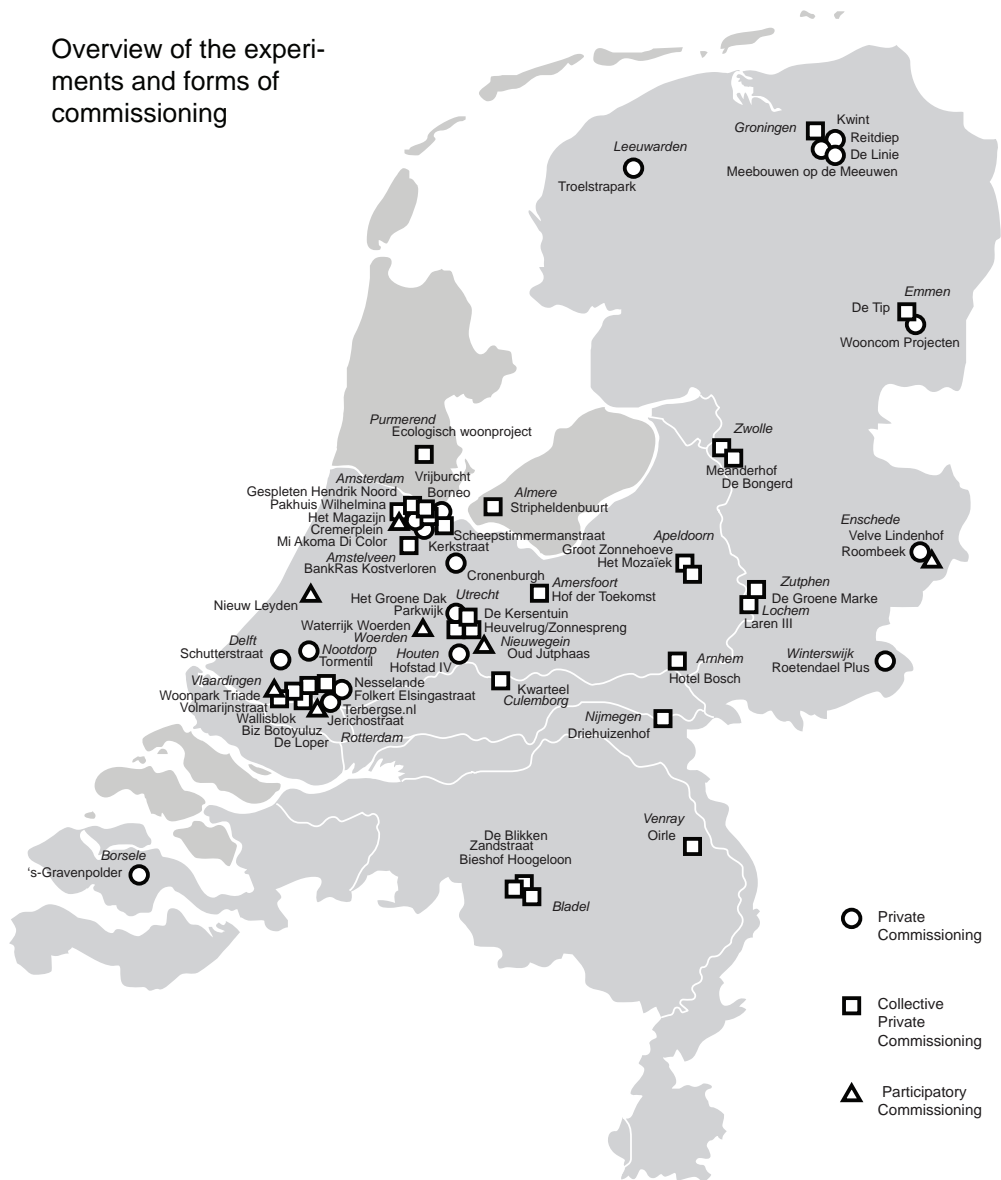 Overview of the experi-
ments and forms of
commissioning
Kwint
Groningen
Reitdiep
De Linie
Meebouwen op de Meeuwen
Leeuwarden
Troelstrapark
Emmen
De Tip
Wooncom Projecten
Purmerend
Ecologisch woonproject
Zwolle
Meanderhof
De Bongerd
Vrijburcht
Amsterdam
Borneo
Gespleten Hendrik Noord
Pakhuis Wilhelmina
Het Magazijn
Cremerplein
Mi Akoma Di Color
Scheepstimmermanstraat
Kerkstraat
Almere
Stripheldenbuurt
Amstelveen
BankRas Kostverloren
Cronenburgh
Apeldoorn
Groot Zonnehoeve
Het Mozaïek
Enschede
Velve Lindenhof
Roombeek
Amersfoort
Hof der Toekomst
Zutphen
De Groene Marke
Lochem
Laren III
Nieuw Leyden
Het Groene Dak
Utrecht
Parkwijk
De Kersentuin
Waterrijk Woerden
Heuvelrug/Zonnespreng
Woerden
Nieuwegein
Oud Jutphaas
Houten
Hofstad IV
Delft
Schutterstraat
Nootdorp
Tormentil
Arnhem
Hotel Bosch
Winterswijk
Roetendael Plus
Vlaardingen
Woonpark Triade
Volmarijnstraat
Nesselande
Folkert Elsingastraat
Terbergse.nl
Jerichostraat
Wallisblok
Biz Botoyuluz
De Loper
Rotterdam
Kwarteel
Culemborg
Nijmegen
Driehuizenhof
Venray
Oirle
De Blikken
Zandstraat
Bieshof Hoogeloon
Bladel
Borsele
's-Gravenpolder
Private
Commissioning
Collective
Private
Commissioning
Participatory
Commissioning